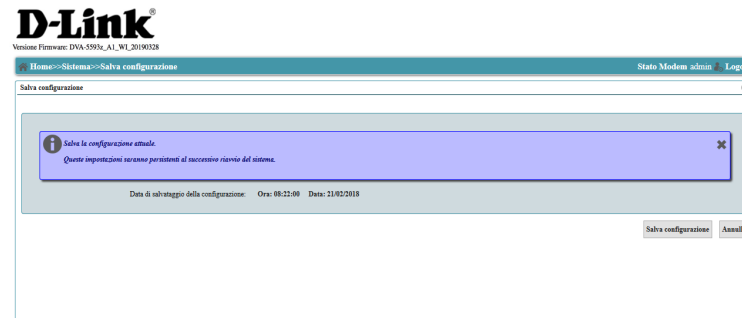 D-Link®
Versione Firmware: DVA-5593z_A1_WI_20190328
Home>>Sistema>>Salva configurazione Stato Modem admin Logo
Salva configurazione
Salva la configurazione attuale.
Queste impostazioni saranno persistenti al successivo riavvio del sistema.
Data di salvataggio della configurazione: Ora: 08:22:00 Data: 21/02/2018
Salva configurazione Annull